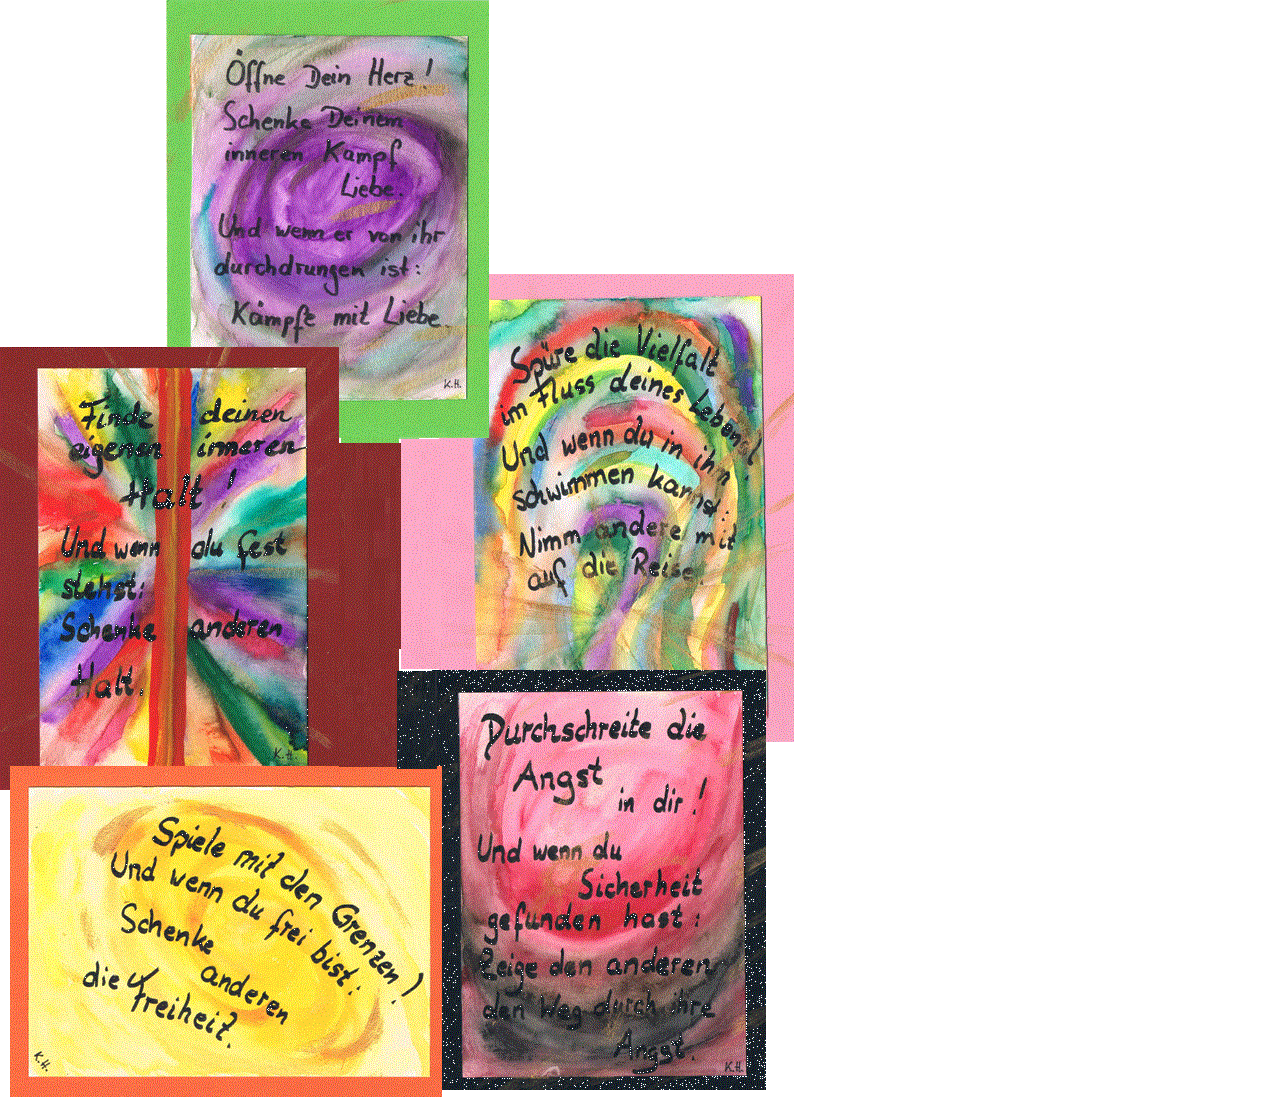 Öffne Dein Herz!
Schenke Deinem
inneren Kampf
Liebe.
Und wenn er von ihr
durchdrungen ist:
Kämpfe mit Liebe.
K.H.
Spüre die Vielfalt
im Fluss deines Lebens!
Und wenn du in ihm
schwimmen kannst:
Nimm andere mit
auf die Reise.
Finde deinen
eigenen inneren
Halt!
Und wenn du fest
stehst:
Schenke anderen
Halt.
K.H.
Durchschreite die
Angst
in dir!
Und wenn du
Sicherheit
gefunden hast:
Zeige den anderen
den Weg durch ihre
Angst.
K.H.
Spiele mit den Grenzen!
Und wenn du frei bist:
Schenke
anderen
die Freiheit.
K.H.